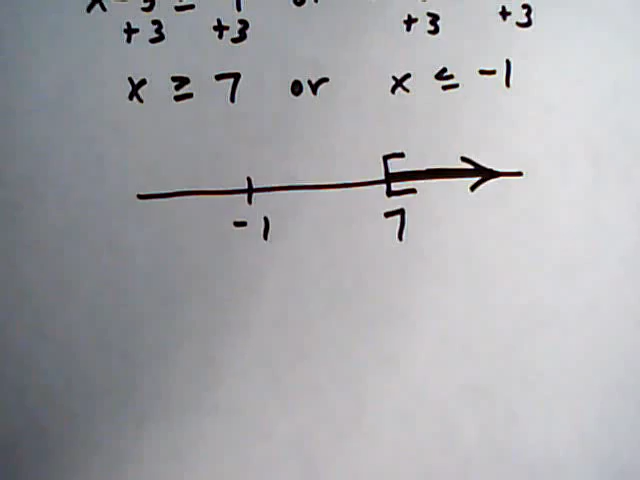 +3 +3 +3 +3
x ≥ 7 or x ≤ -1
-1 7